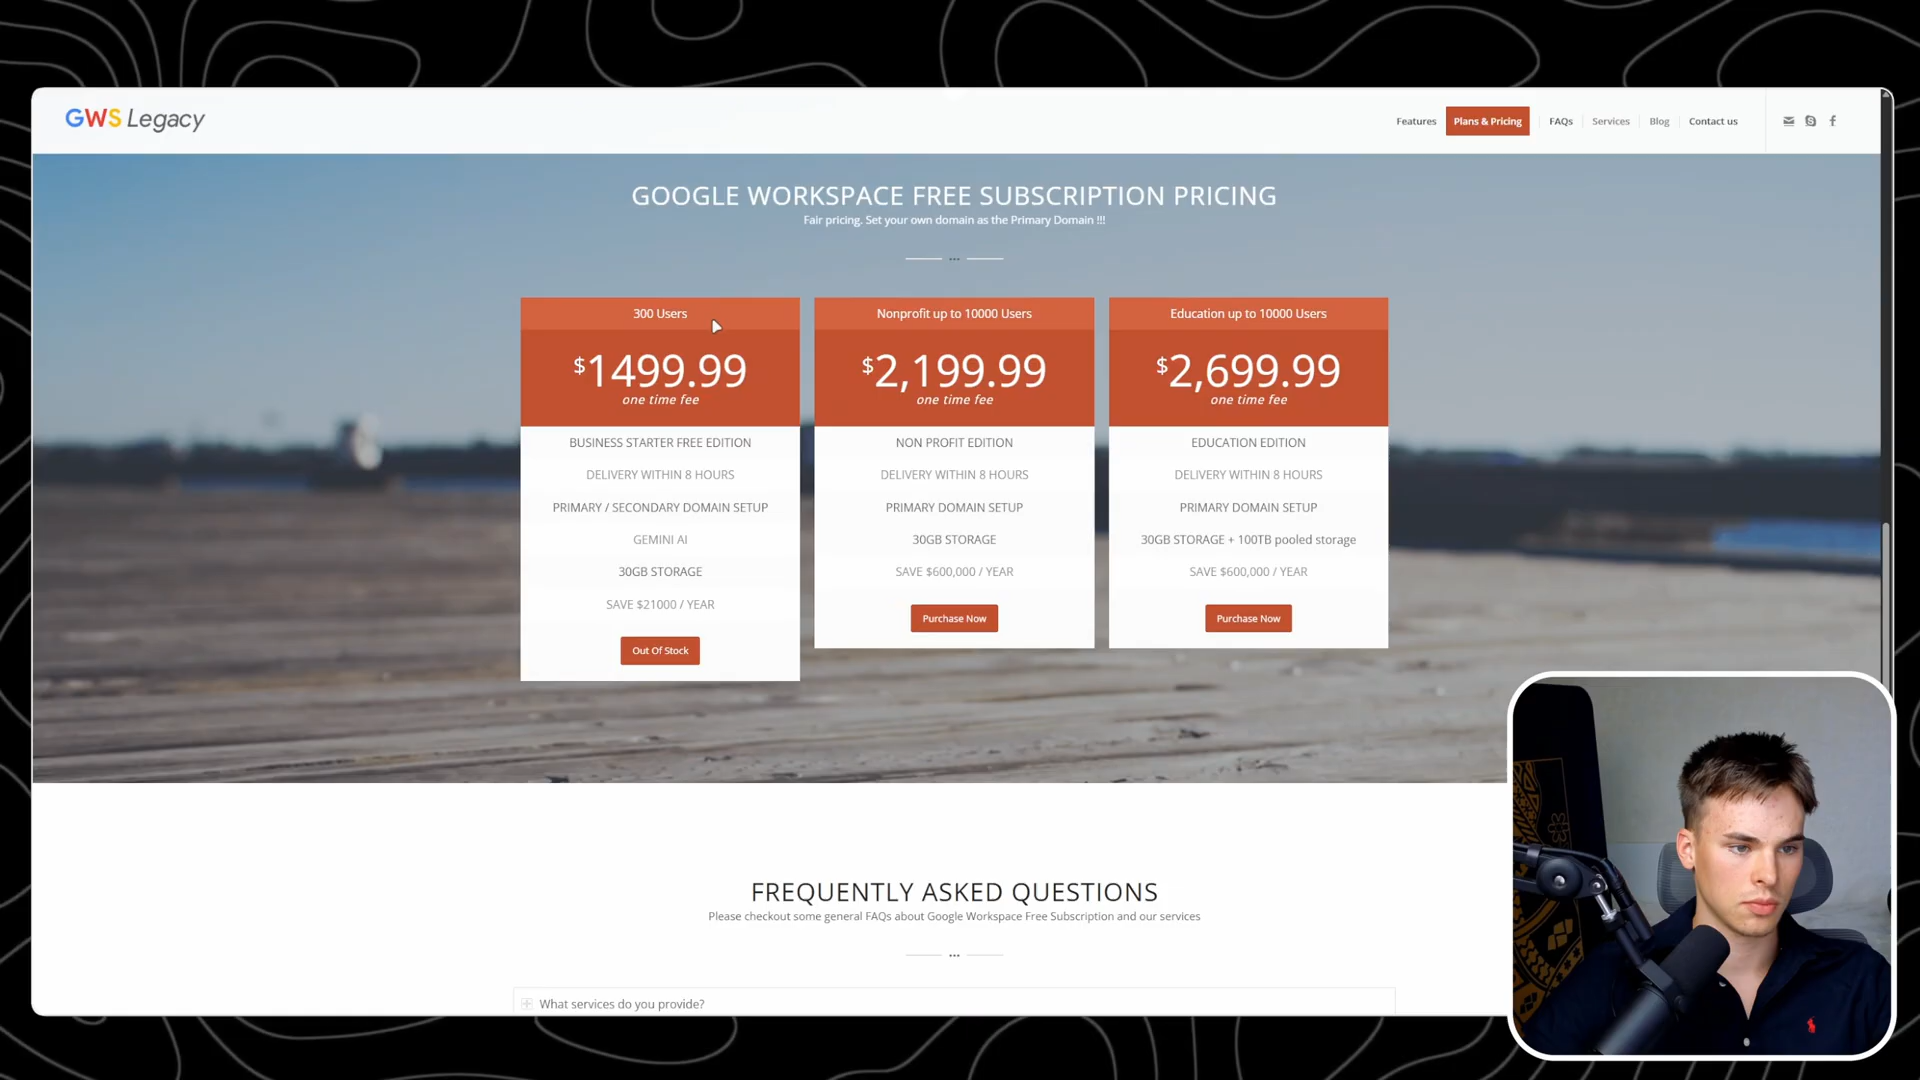 GWS Legacy
Features
Plans & Pricing
FAQs
Services
Blog
Contact us
GOOGLE WORKSPACE FREE SUBSCRIPTION PRICING
Fair pricing. Set your own domain as the Primary Domain !!!
300 Users
$1499.99
one time fee
BUSINESS STARTER FREE EDITION
DELIVERY WITHIN 8 HOURS
PRIMARY / SECONDARY DOMAIN SETUP
GEMINI AI
30GB STORAGE
SAVE $21000 / YEAR
Out Of Stock
Nonprofit up to 10000 Users
$2,199.99
one time fee
NON PROFIT EDITION
DELIVERY WITHIN 8 HOURS
PRIMARY DOMAIN SETUP
30GB STORAGE
SAVE $600,000 / YEAR
Purchase Now
Education up to 10000 Users
$2,699.99
one time fee
EDUCATION EDITION
DELIVERY WITHIN 8 HOURS
PRIMARY DOMAIN SETUP
30GB STORAGE + 100TB pooled storage
SAVE $600,000 / YEAR
Purchase Now
FREQUENTLY ASKED QUESTIONS
Please checkout some general FAQs about Google Workspace Free Subscription and our services
What services do you provide?